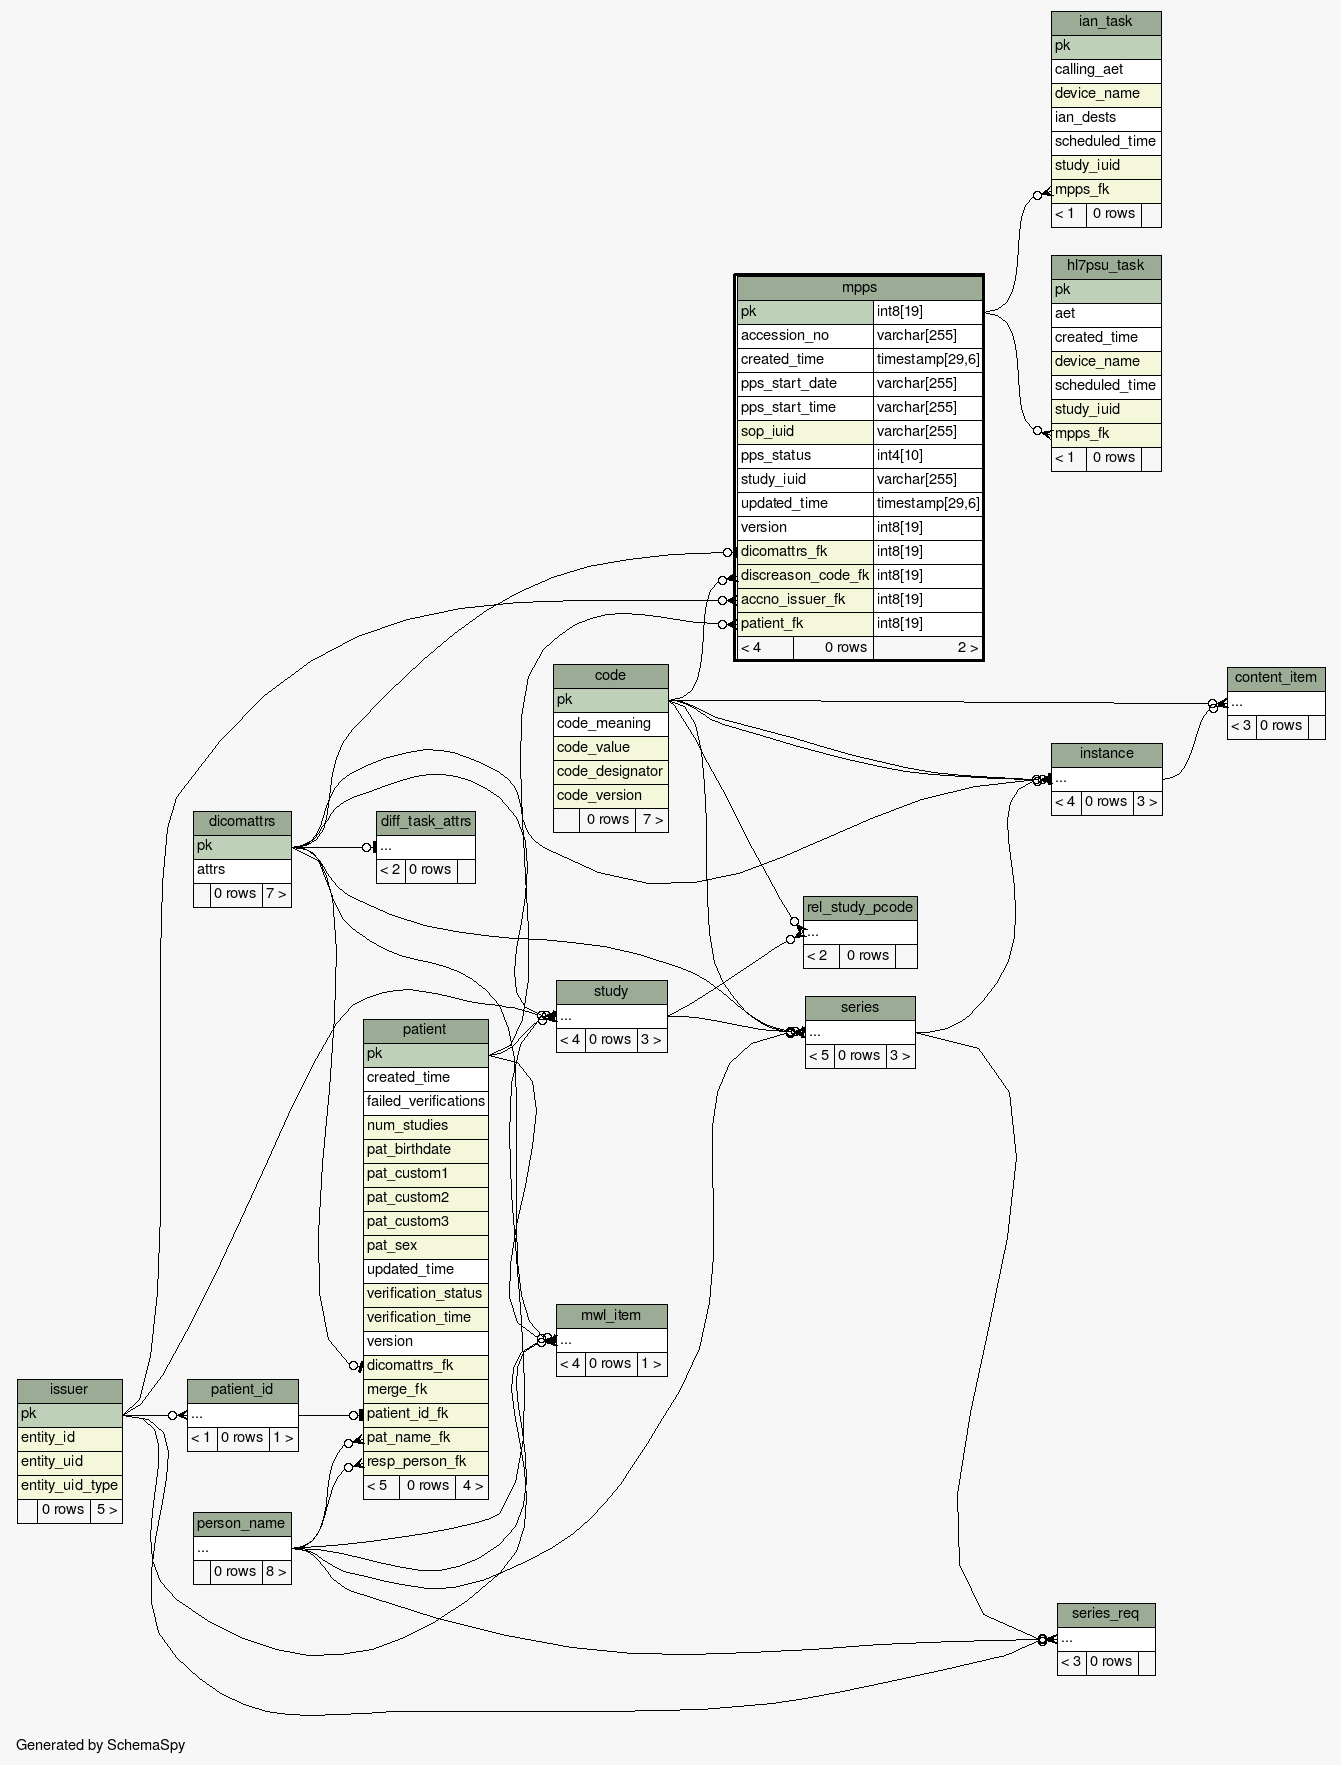 ian_task
pk
calling_aet
device_name
ian_dests
scheduled_time
study_iuid
mpps_fk
< 1 0 rows
hl7psu_task
pk
aet
created_time
device_name
scheduled_time
study_iuid
mpps_fk
< 1 0 rows
mpps
pk int8[19]
accession_no varchar[255]
created_time timestamp[29,6]
pps_start_date varchar[255]
pps_start_time varchar[255]
sop_iuid varchar[255]
pps_status int4[10]
study_iuid varchar[255]
updated_time timestamp[29,6]
version int8[19]
dicomattrs_fk int8[19]
discreason_code_fk int8[19]
accno_issuer_fk int8[19]
patient_fk int8[19]
< 4 0 rows 2 >
code
pk
code_meaning
code_value
code_designator
code_version
0 rows 7 >
content_item
...
< 3 0 rows
instance
...
< 4 0 rows 3 >
dicomattrs
pk
attrs
0 rows 7 >
diff_task_attrs
...
< 2 0 rows
rel_study_pcode
...
< 2 0 rows
study
...
< 4 0 rows 3 >
series
...
< 5 0 rows 3 >
patient
pk
created_time
failed_verifications
num_studies
pat_birthdate
pat_custom1
pat_custom2
pat_custom3
pat_sex
updated_time
verification_status
verification_time
version
dicomattrs_fk
merge_fk
patient_id_fk
pat_name_fk
resp_person_fk
< 5 0 rows 4 >
mwl_item
...
< 4 0 rows 1 >
issuer
pk
entity_id
entity_uid
entity_uid_type
0 rows 5 >
patient_id
...
< 1 0 rows 1 >
person_name
...
0 rows 8 >
series_req
...
< 3 0 rows
Generated by SchemaSpy